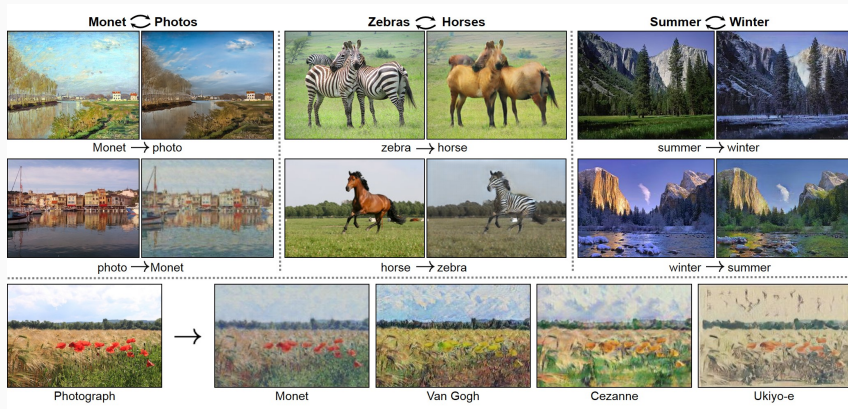 Monet ⟷ Photos
Zebras ⟷ Horses
Summer ⟷ Winter
Monet → photo
zebra → horse
summer → winter
photo → Monet
horse → zebra
winter → summer
Photograph
→
Monet
Van Gogh
Cezanne
Ukiyo-e